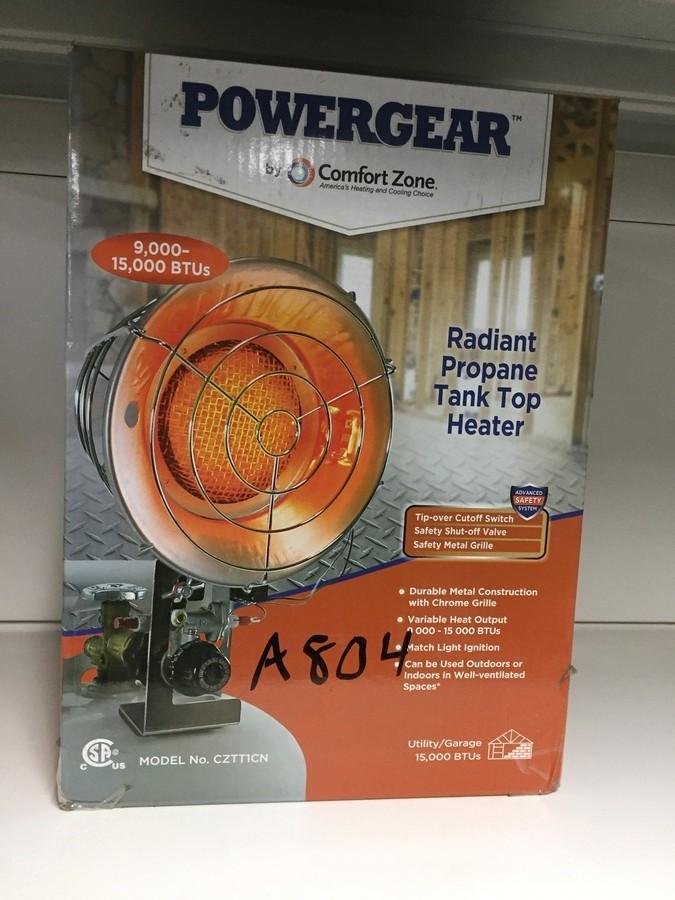 POWERGEAR™
by Comfort Zone®
America's Heating and Cooling Choice
9,000–
15,000 BTUs
Radiant
Propane
Tank Top
Heater
ADVANCED
SAFETY
SYSTEM
Tip-over Cutoff Switch
Safety Shut-off Valve
Safety Metal Grille
• Durable Metal Construction
with Chrome Grille
• Variable Heat Output
000 - 15 000 BTUs
Match Light Ignition
Can be Used Outdoors or
Indoors in Well-ventilated
Spaces*
A804
CSA®
C US
MODEL No. CZTT1CN
Utility/Garage
15,000 BTUs